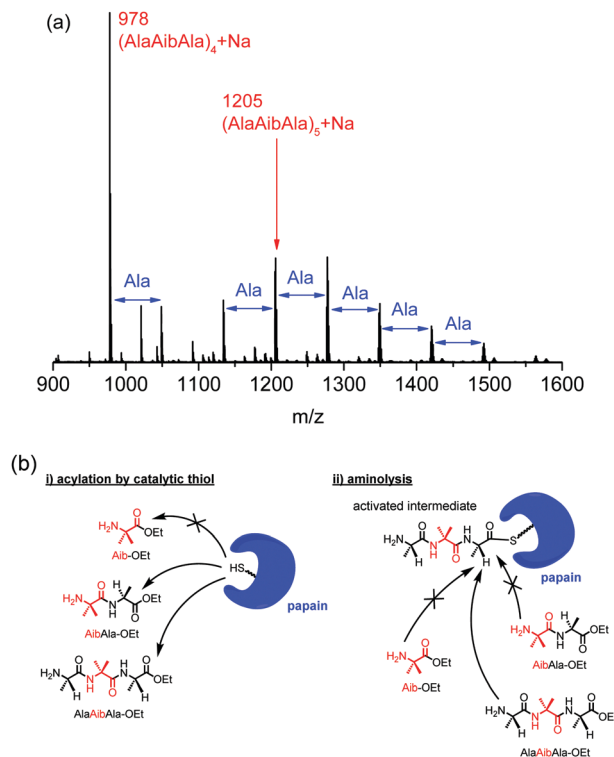 (a)
978
(AlaAibAla)4+Na
1205
(AlaAibAla)5+Na
Ala
Ala
Ala
Ala
Ala
Ala
900 1000 1100 1200 1300 1400 1500 1600
m/z
(b)
i) acylation by catalytic thiol
ii) aminolysis
activated intermediate
H2N
O
OEt
Aib-OEt
HS
papain
H2N
O
N
H
H
O
OEt
AibAla-OEt
H2N
H
O
N
H
O
H
N
H
O
OEt
AlaAibAla-OEt
H2N
H
O
N
H
O
H
N
O
H
S
papain
H2N
O
OEt
Aib-OEt
H2N
O
N
H
H
O
OEt
AibAla-OEt
H2N
H
O
N
H
O
H
N
H
O
OE
AlaAibAla-OEt